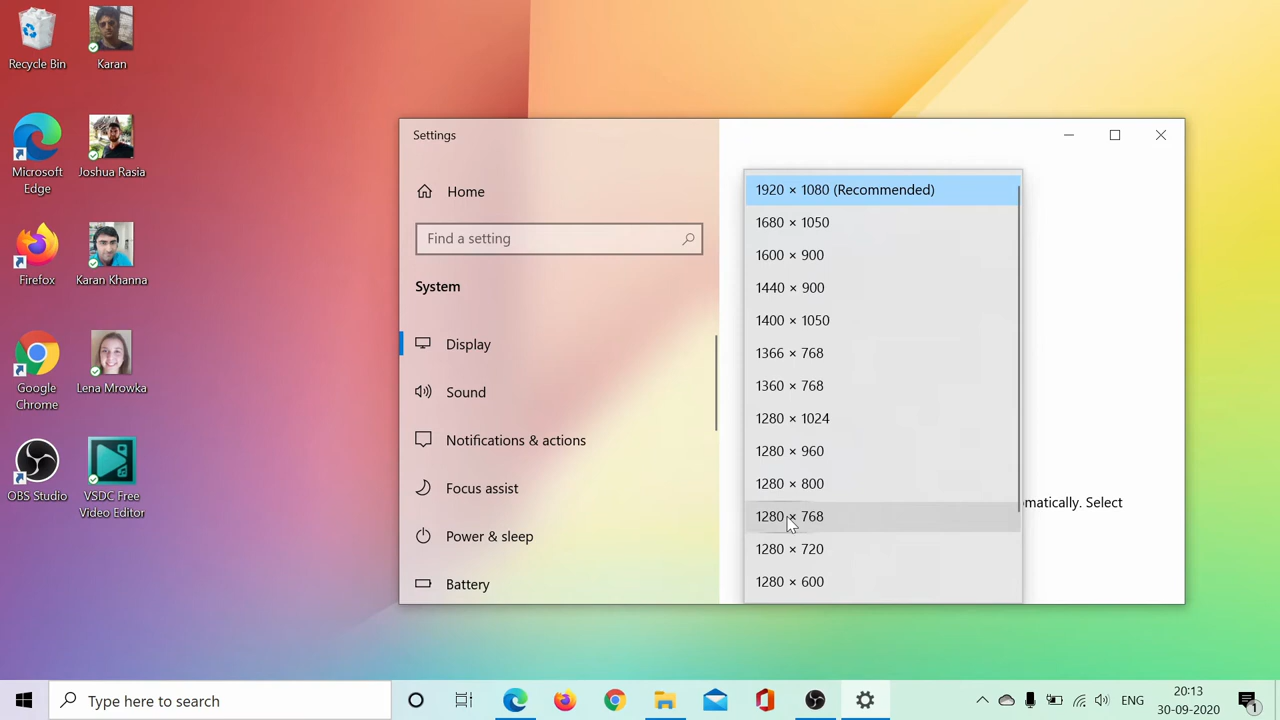 Recycle Bin
Karan
Microsoft
Edge
Joshua Rasia
Firefox
Karan Khanna
Google
Chrome
Lena Mrowka
OBS Studio
VSDC Free
Video Editor
Settings
Home
Find a setting
System
Display
Sound
Notifications & actions
Focus assist
Power & sleep
Battery
1920 × 1080 (Recommended)
1680 × 1050
1600 × 900
1440 × 900
1400 × 1050
1366 × 768
1360 × 768
1280 × 1024
1280 × 960
1280 × 800
1280 × 768
1280 × 720
1280 × 600
omatically. Select
Type here to search
ENG
20:13
30-09-2020
1